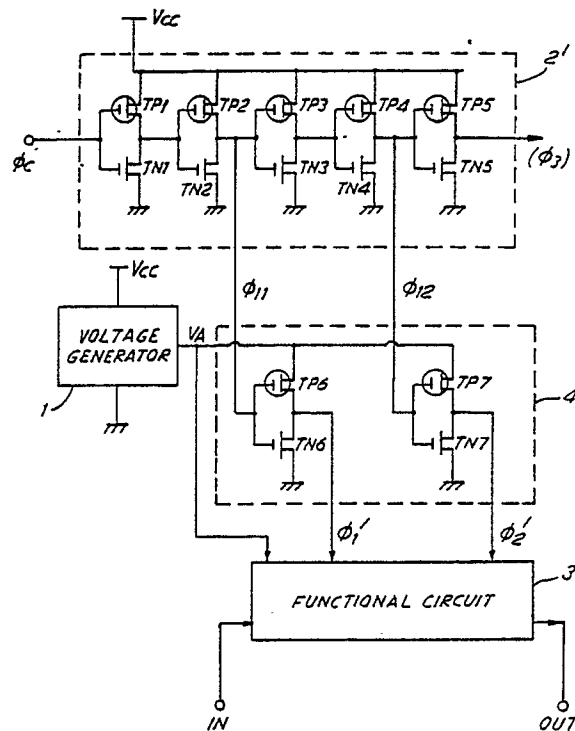 Vcc
2'
TP1 TP2 TP3 TP4 TP5
ϕc
(ϕ3)
TN1 TN2 TN3 TN4 TN5
Vcc
ϕ11 ϕ12
VOLTAGE GENERATOR
VA
1
TP6 TP7
4
TN6 TN7
ϕ1' ϕ2'
3
FUNCTIONAL CIRCUIT
IN OUT